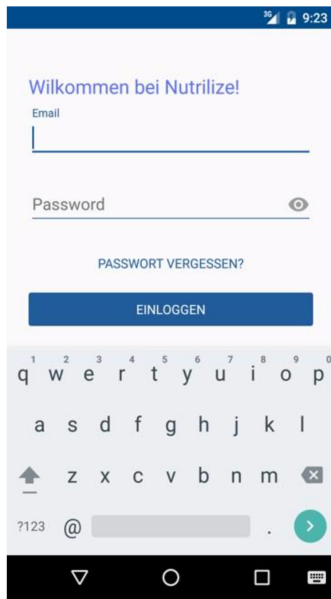 3G 9:23
Wilkommen bei Nutrilize!
Email
Password
PASSWORT VERGESSEN?
EINLOGGEN
1 2 3 4 5 6 7 8 9 0
q w e r t y u i o p
a s d f g h j k l
z x c v b n m
?123 @ .